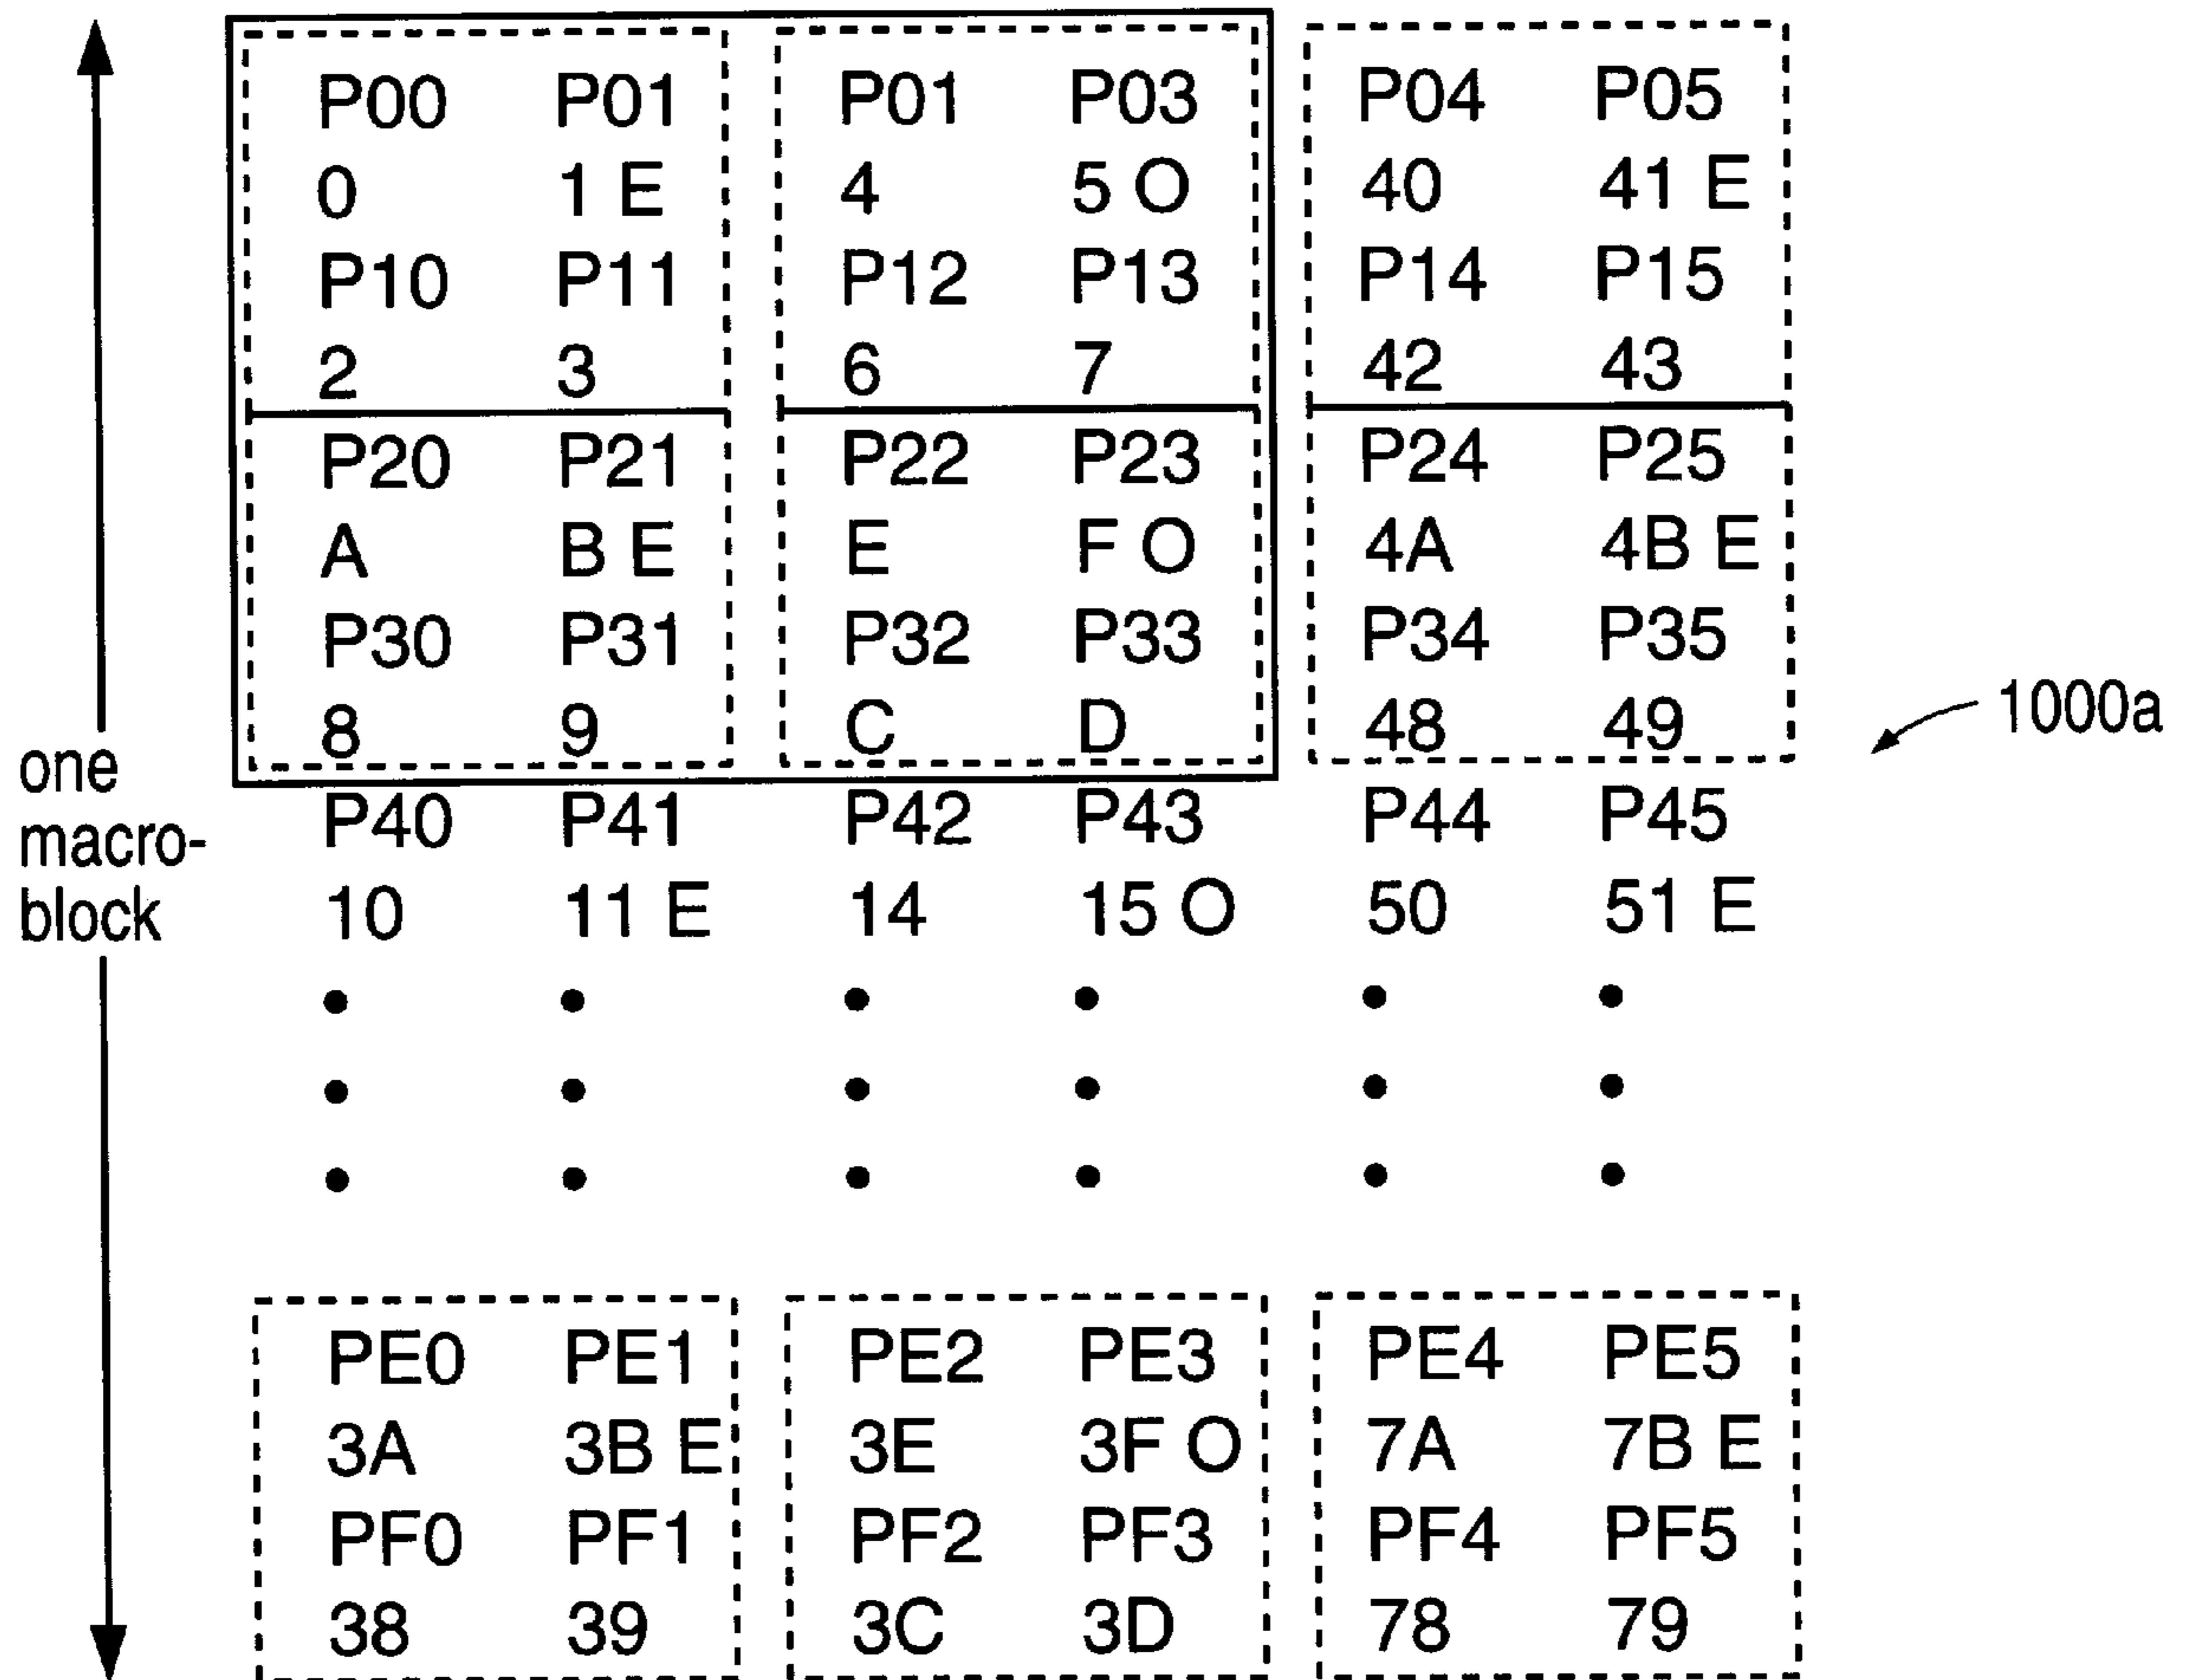 P00 P01 P01 P03 P04 P05
0 1 E 4 5 O 40 41 E
P10 P11 P12 P13 P14 P15
2 3 6 7 42 43
P20 P21 P22 P23 P24 P25
A B E E F O 4A 4B E
P30 P31 P32 P33 P34 P35
8 9 C D 48 49
1000a
one
macro-
block
P40 P41 P42 P43 P44 P45
10 11 E 14 15 O 50 51 E
PE0 PE1 PE2 PE3 PE4 PE5
3A 3B E 3E 3F O 7A 7B E
PF0 PF1 PF2 PF3 PF4 PF5
38 39 3C 3D 78 79